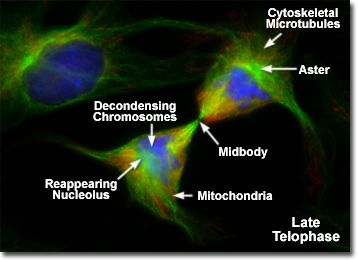 Cytoskeletal
Microtubules
Aster
Decondensing
Chromosomes
Midbody
Reappearing
Nucleolus
Mitochondria
Late
Telophase